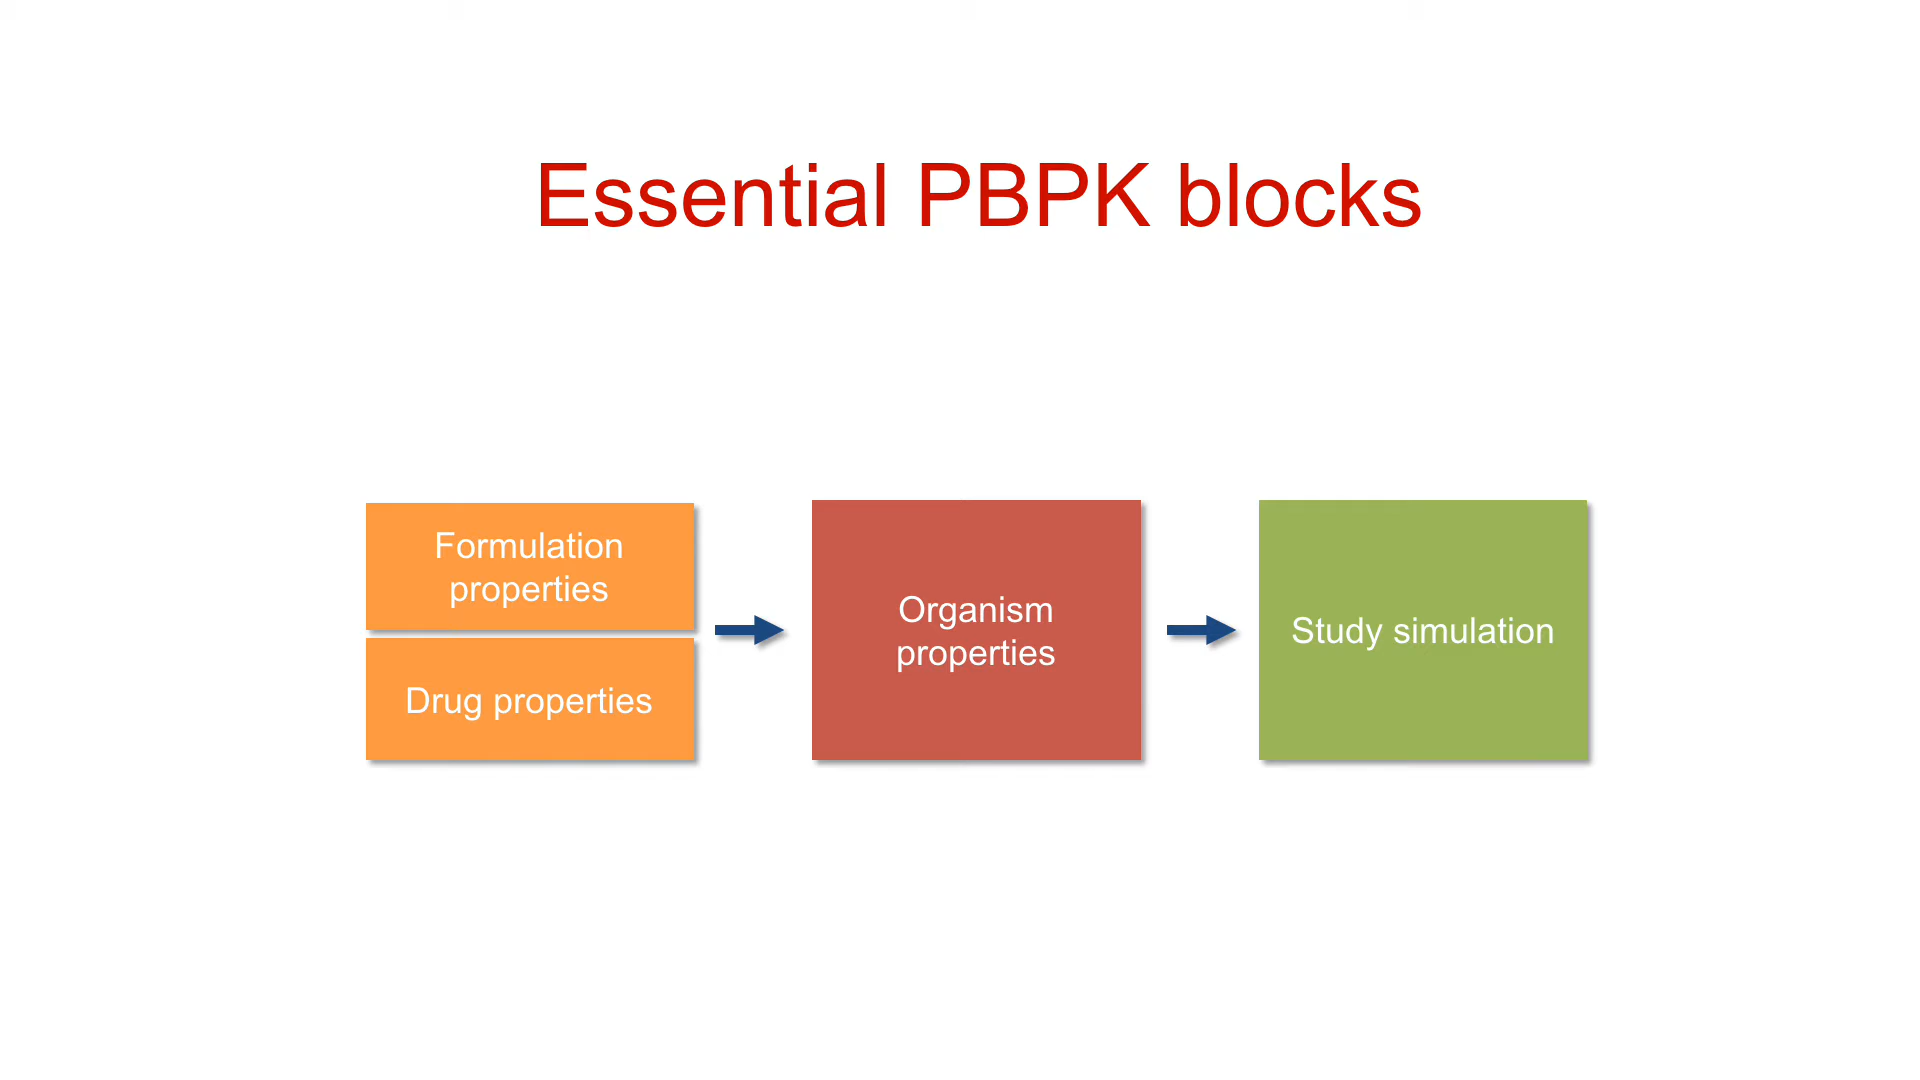 Essential PBPK blocks
Formulation
properties
Drug properties
Organism
properties
Study simulation